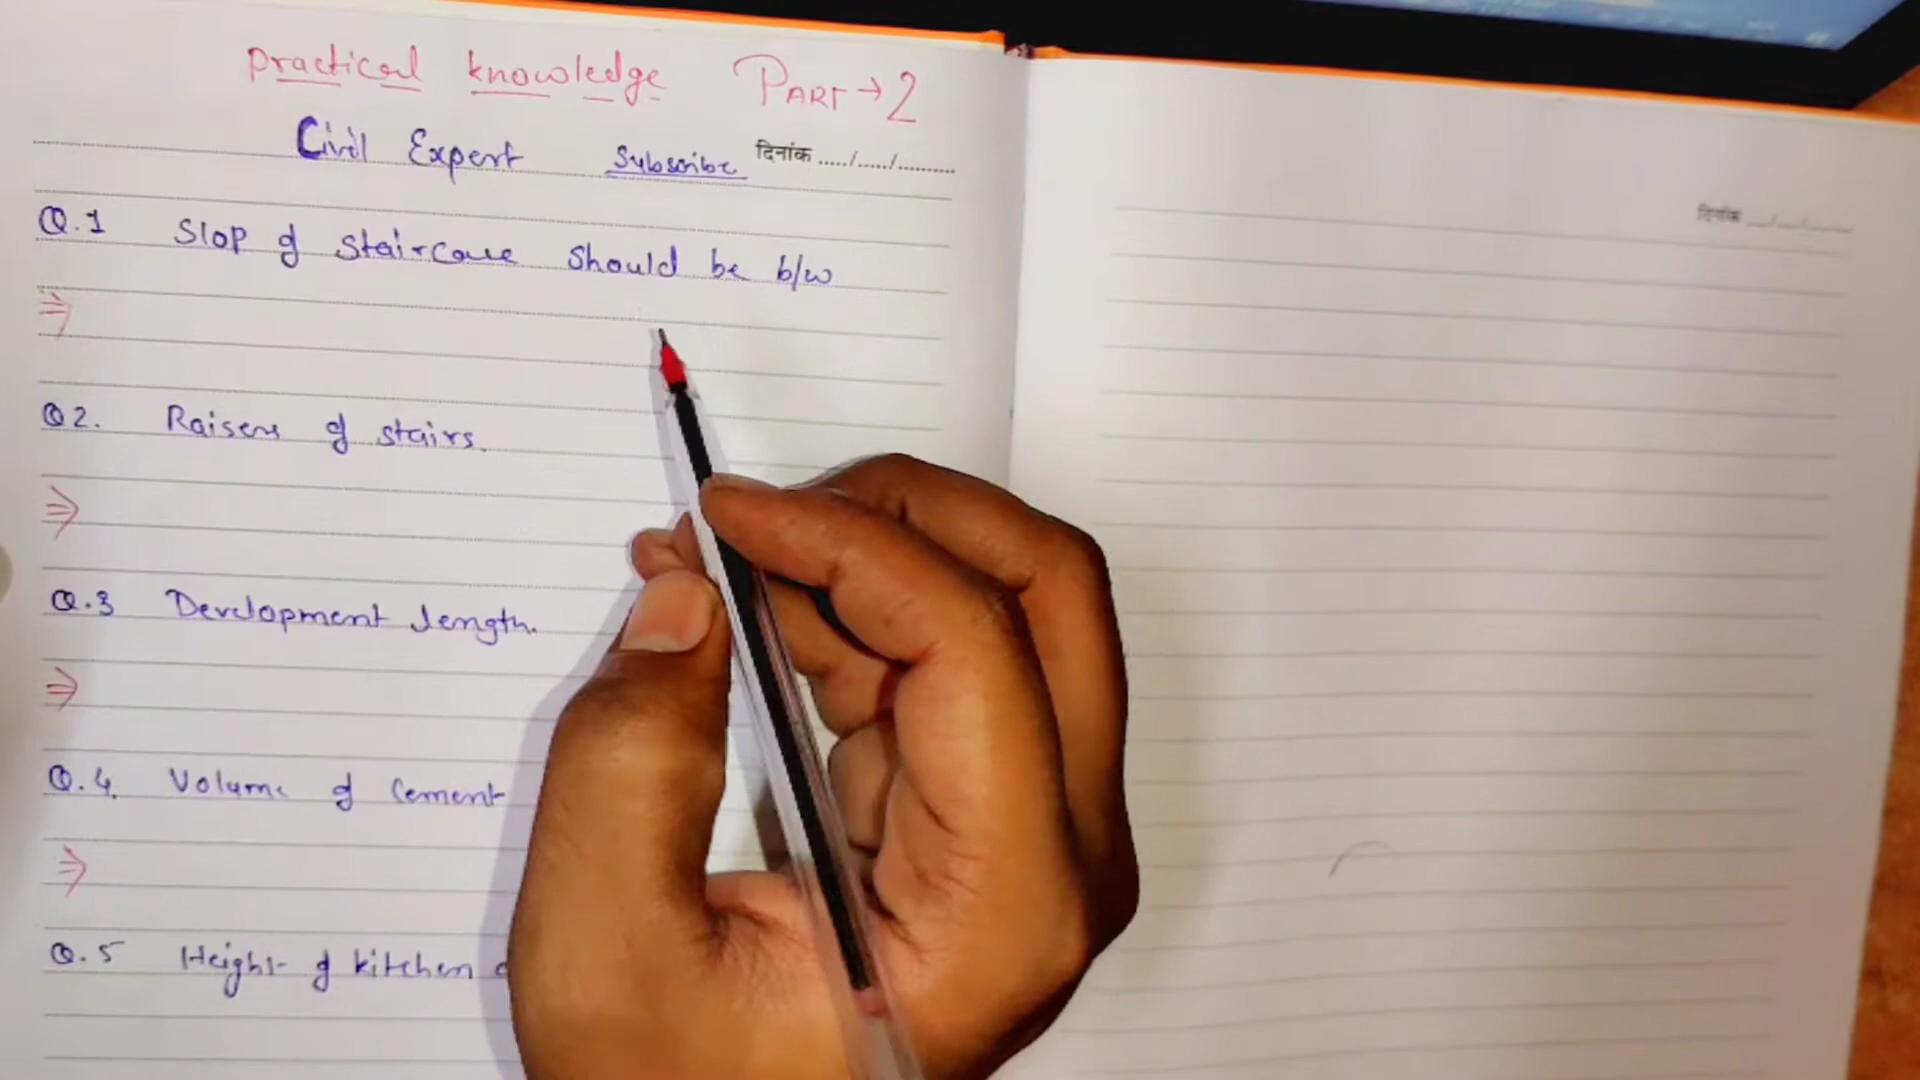 Practical knowledge PART → 2
Civil Expert Subscribe दिनांक ...../...../..........
Q.1 Slop of Staircase Should be b/w
⇒
Q2. Raisers of stairs.
⇒
Q.3 Development length.
⇒
Q.4. Volume of Cement
⇒
Q.5 Height of kitchen
दिनांक ...../...../..........